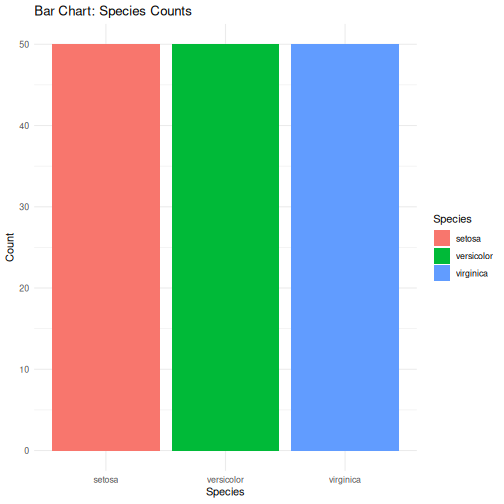 Bar Chart: Species Counts
50
40
30
20
10
0
Count
setosa
versicolor
virginica
Species
Species
setosa
versicolor
virginica